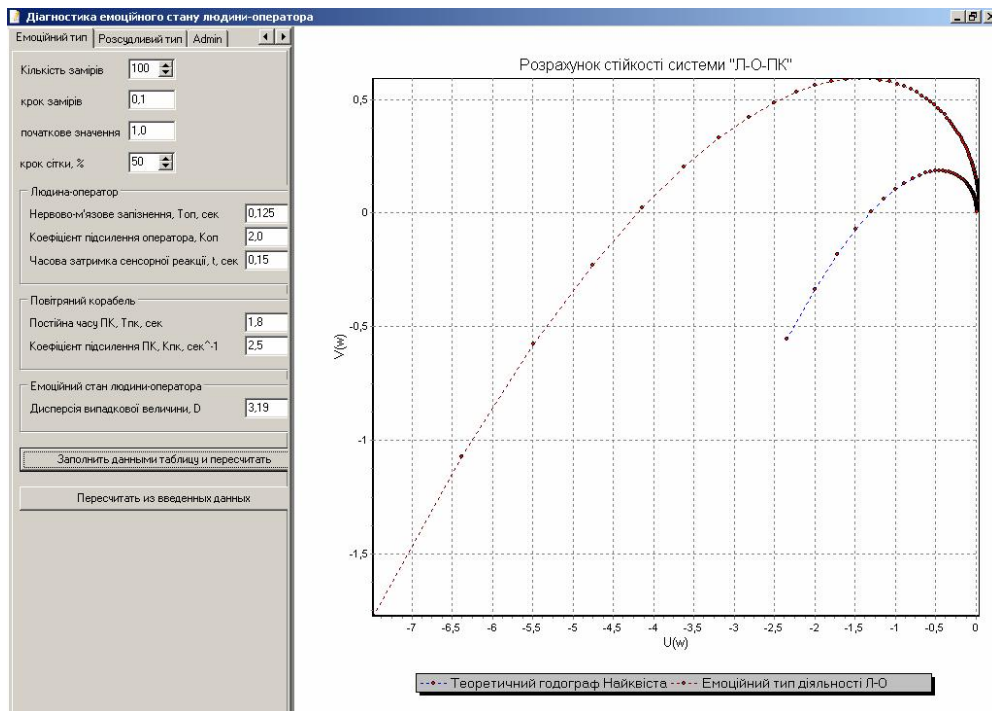 Діагностика емоційного стану людини-оператора
Емоційний тип
Розсудливий тип
Admin
Кількість замірів
100
крок замірів
0,1
початкове значення
1,0
крок сітки, %
50
Людина-оператор
Нервово-м'язове запізнення, Tоп, сек
0,125
Коефіцієнт підсилення оператора, Коп
2,0
Часова затримка сенсорної реакції, t, сек
0,15
Повітряний корабель
Постійна часу ПК, Тпк, сек
1,8
Коефіцієнт підсилення ПК, Кпк, сек^-1
2,5
Емоційний стан людини-оператора
Дисперсія випадкової величини, D
3,19
Заполнить данными таблицу и пересчитать
Пересчитать из введенных данных
Розрахунок стійкості системи "Л-О-ПК"
0,5
0
-0,5
-1
-1,5
V(w)
-7 -6,5 -6 -5,5 -5 -4,5 -4 -3,5 -3 -2,5 -2 -1,5 -1 -0,5 0
U(w)
Теоретичний годограф Найквіста Емоційний тип діяльності Л-О